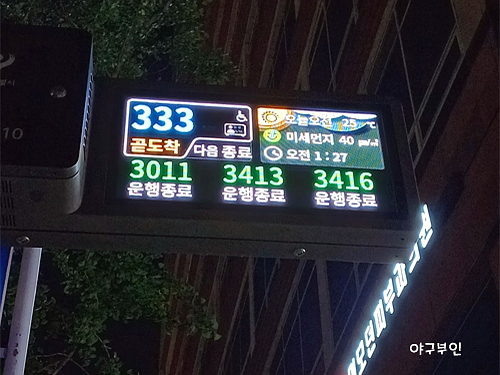 333
곧도착 다음 종료
오늘오전 25 ℃
미세먼지 40
오전 1:27
3011 3413 3416
운행종료 운행종료 운행종료
10
야구부인